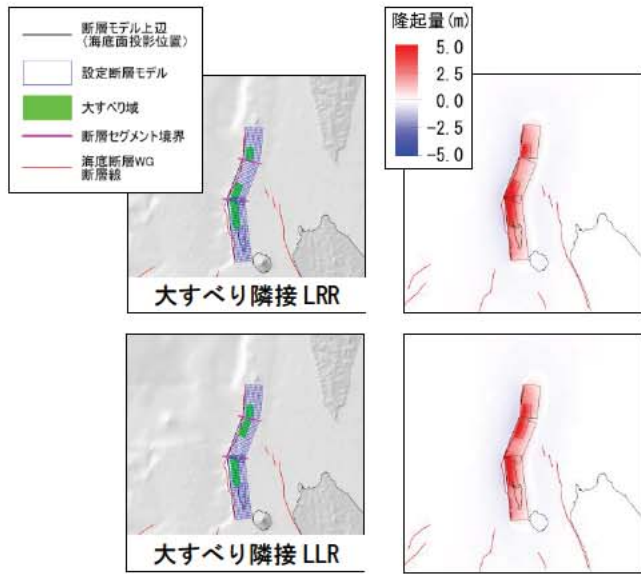 断層モデル上辺
(海底面投影位置)
設定断層モデル
大すべり域
断層セグメント境界
海底断層WG
断層線
隆起量(m)
5.0
2.5
0.0
−2.5
−5.0
大すべり隣接 LRR
大すべり隣接 LLR